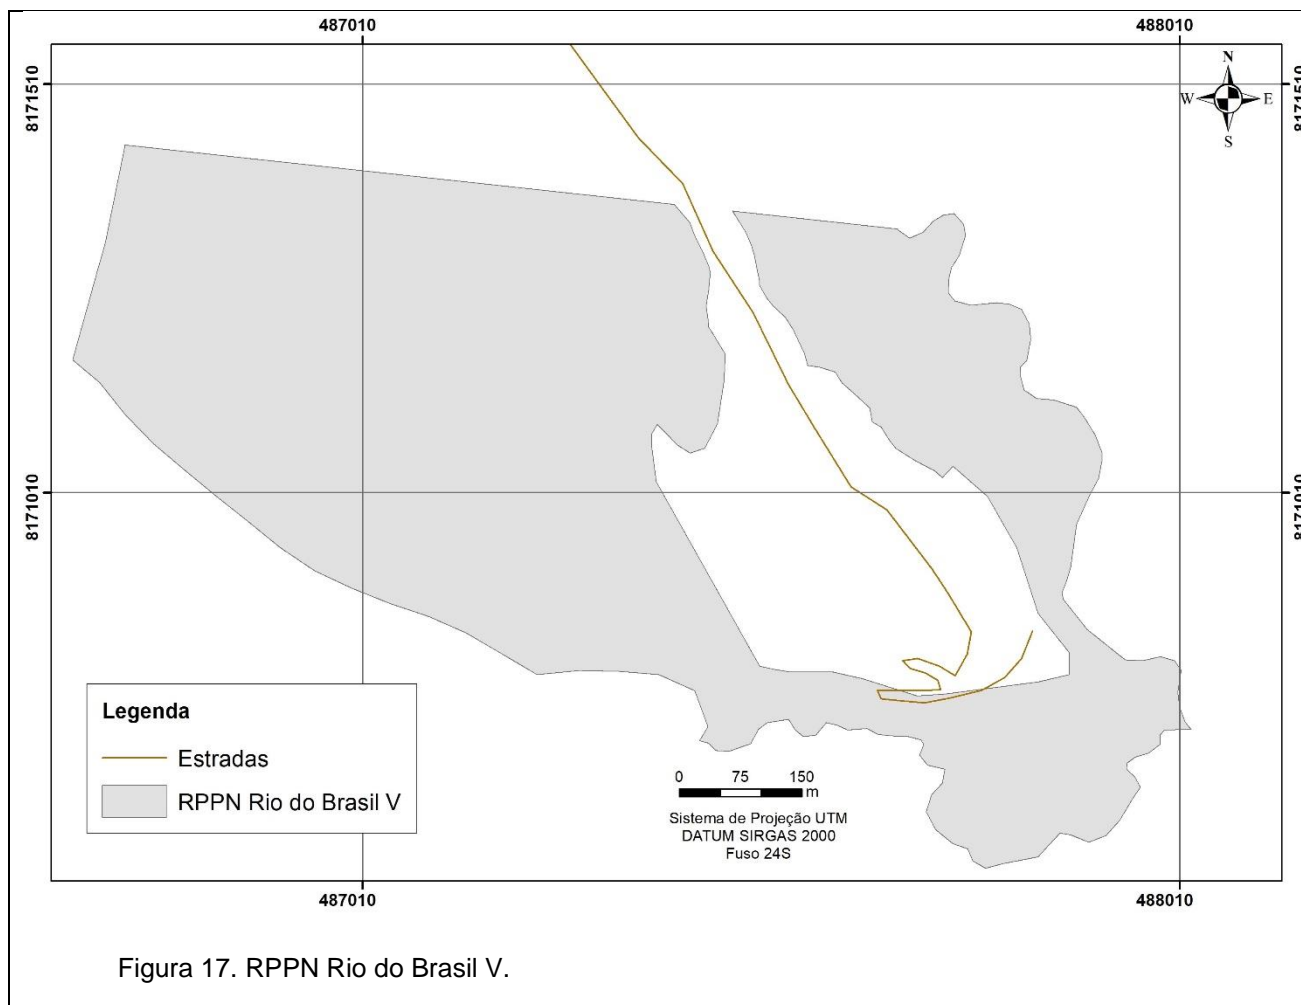 487010
488010
8171510
8171510
N
W
E
S
8171010
8171010
Legenda
Estradas
RPPN Rio do Brasil V
0 75 150
m
Sistema de Projeção UTM
DATUM SIRGAS 2000
Fuso 24S
487010
488010
Figura 17. RPPN Rio do Brasil V.